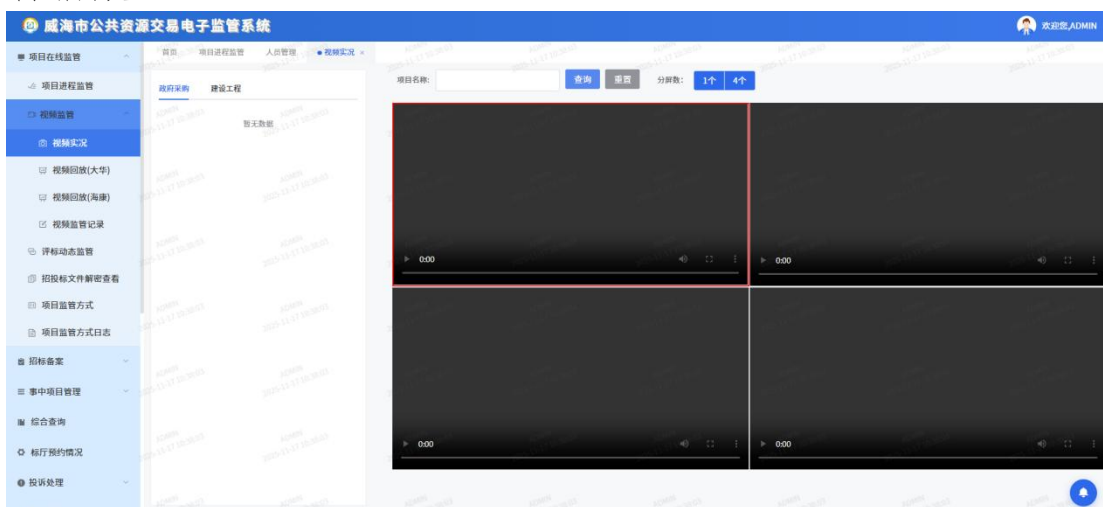 威海市公共资源交易电子监管系统
欢迎您,ADMIN
项目在线监管
首页 项目进程监管 人员管理 视频实况 ×
项目进程监管
政府采购 建设工程
项目名称: 查询 重置 分屏数: 1个 4个
视频监管
暂无数据
视频实况
视频回放(大华)
视频回放(海康)
视频监管记录
评标动态监管
0:00
0:00
招投标文件解密查看
项目监管方式
项目监管方式日志
招标备案
事中项目管理
综合查询
0:00
0:00
标厅预约情况
投诉处理